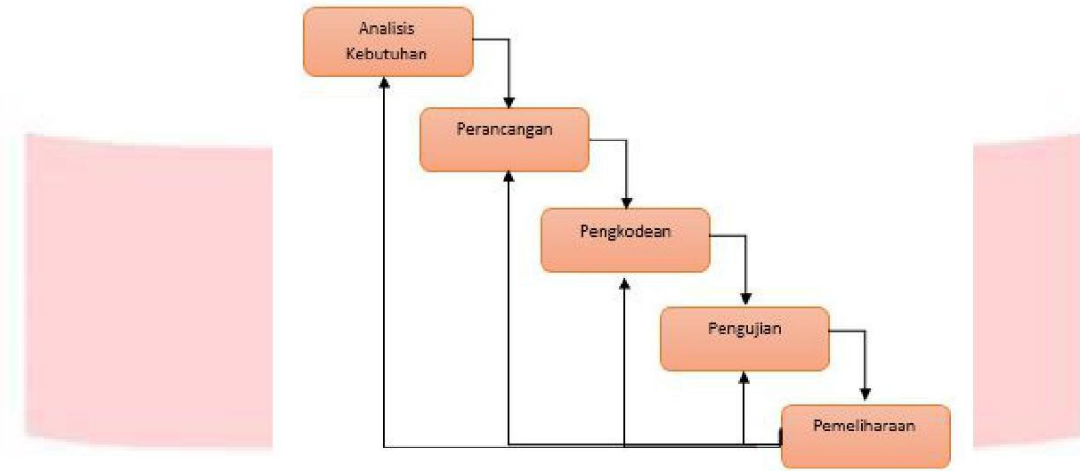 Analisis
Kebutuhan
Perancangan
Pengkodean
Pengujian
Pemeliharaan